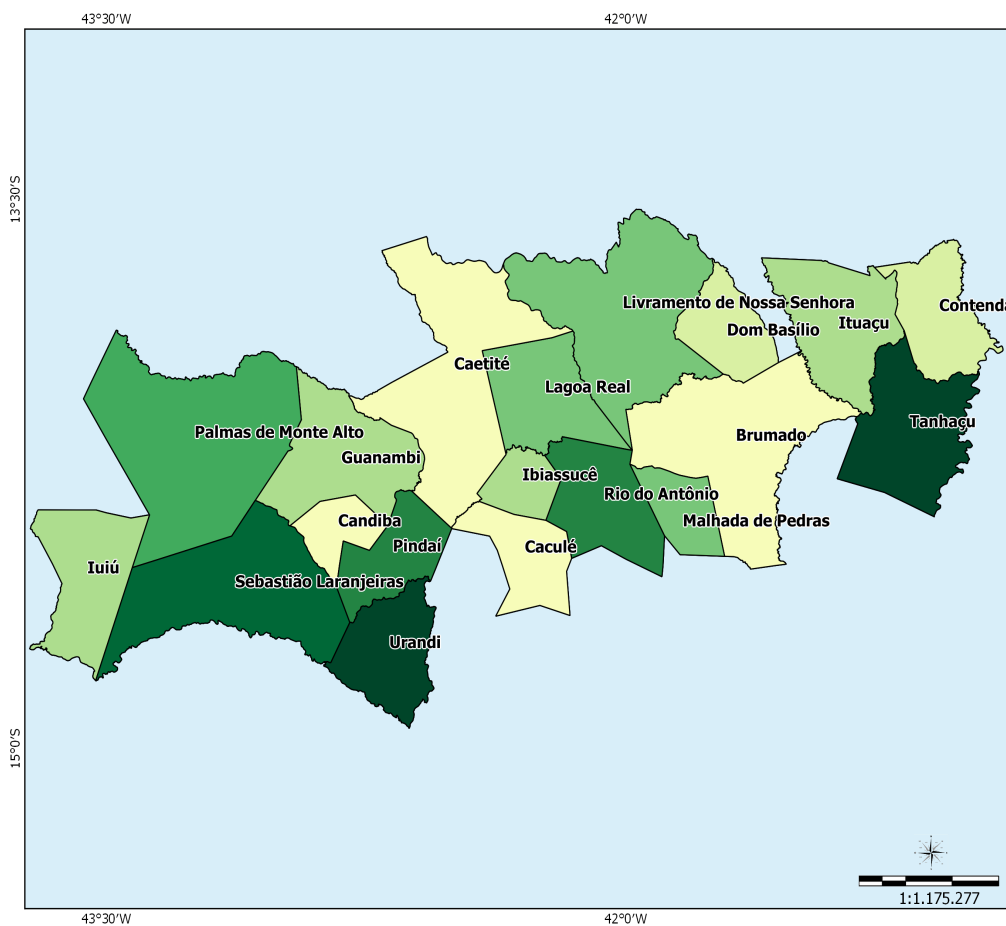 43°30'W 42°0'W
13°30'S
Livramento de Nossa Senhora
Contenda
Ituaçu
Dom Basílio
Caetité
Lagoa Real
Tanhaçu
Palmas de Monte Alto
Brumado
Guanambi
Ibiassucê
Rio do Antônio
Candiba
Malhada de Pedras
Pindaí
Caculé
Iuiú
Sebastião Laranjeiras
Urandi
15°0'S
1:1.175.277
43°30'W 42°0'W